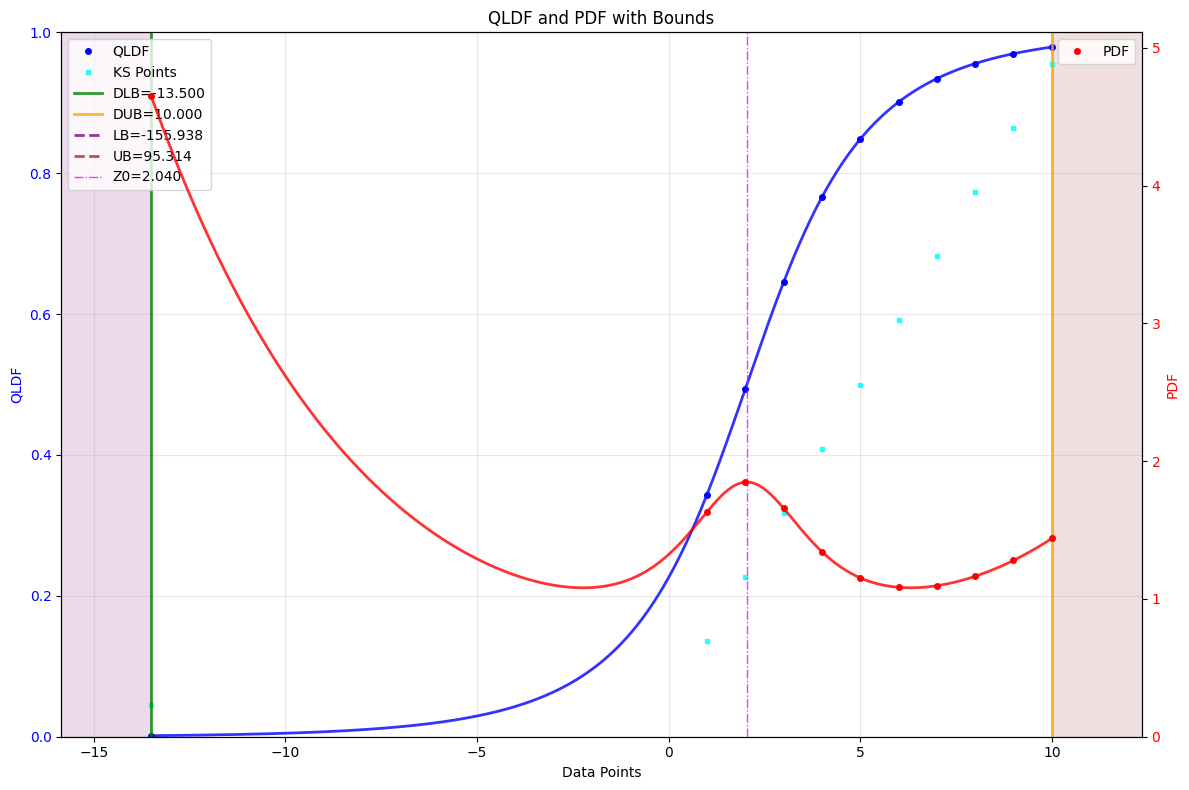 QLDF and PDF with Bounds
QLDF
KS Points
DLB=-13.500
DUB=10.000
LB=-155.938
UB=95.314
Z0=2.040
PDF
1.0
0.8
0.6
0.4
0.2
0.0
QLDF
5
4
3
2
1
0
PDF
−15
−10
−5
0
5
10
Data Points